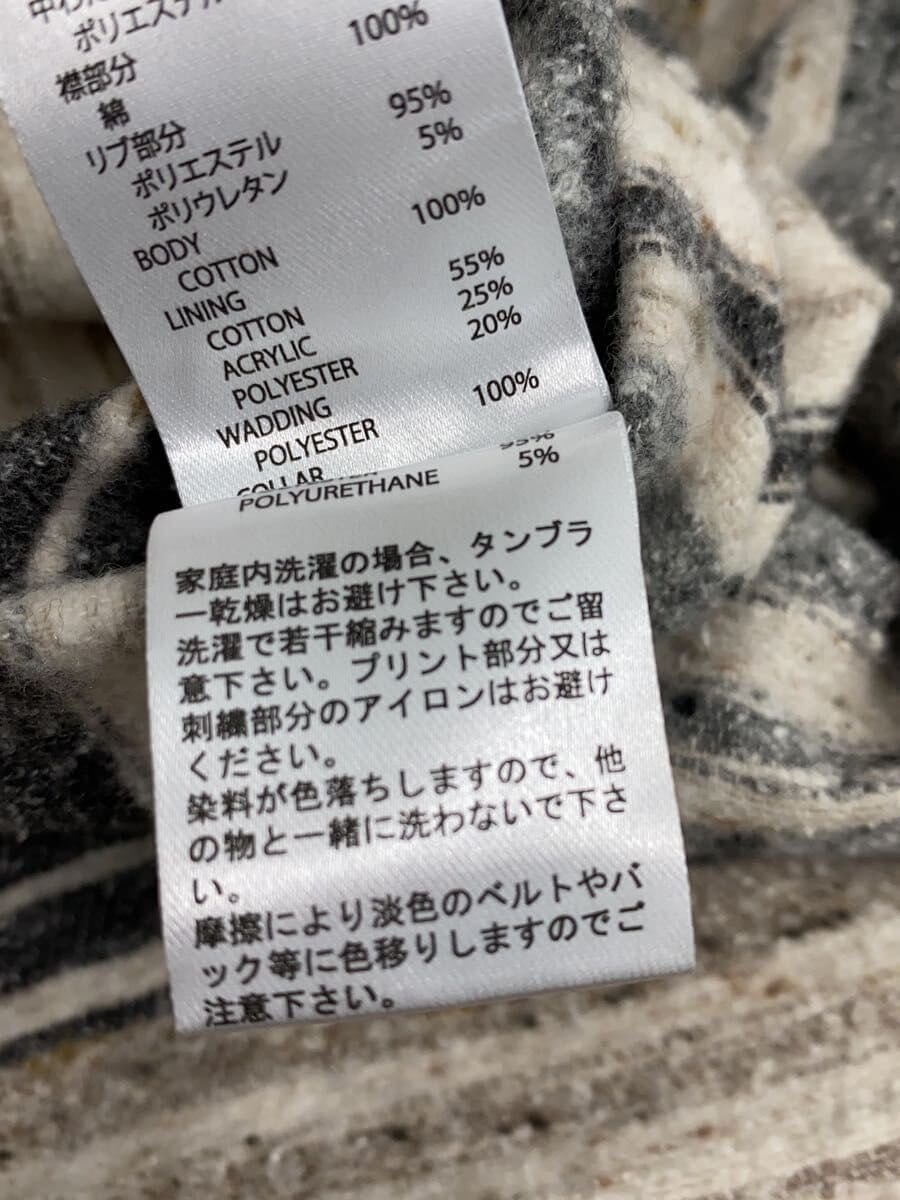 中わた
ポリエステル 100%
襟部分
綿 95%
リブ部分 5%
ポリエステル
ポリウレタン 100%
BODY
COTTON 55%
LINING 25%
COTTON 20%
ACRYLIC
POLYESTER 100%
WADDING
POLYESTER 95%
COLLAR 5%
POLYURETHANE
家庭内洗濯の場合、タンブラ
ー乾燥はお避け下さい。
洗濯で若干縮みますのでご留
意下さい。プリント部分又は
刺繍部分のアイロンはお避け
ください。
染料が色落ちしますので、他
の物と一緒に洗わないで下さ
い。
摩擦により淡色のベルトやバ
ック等に色移りしますのでご
注意下さい。